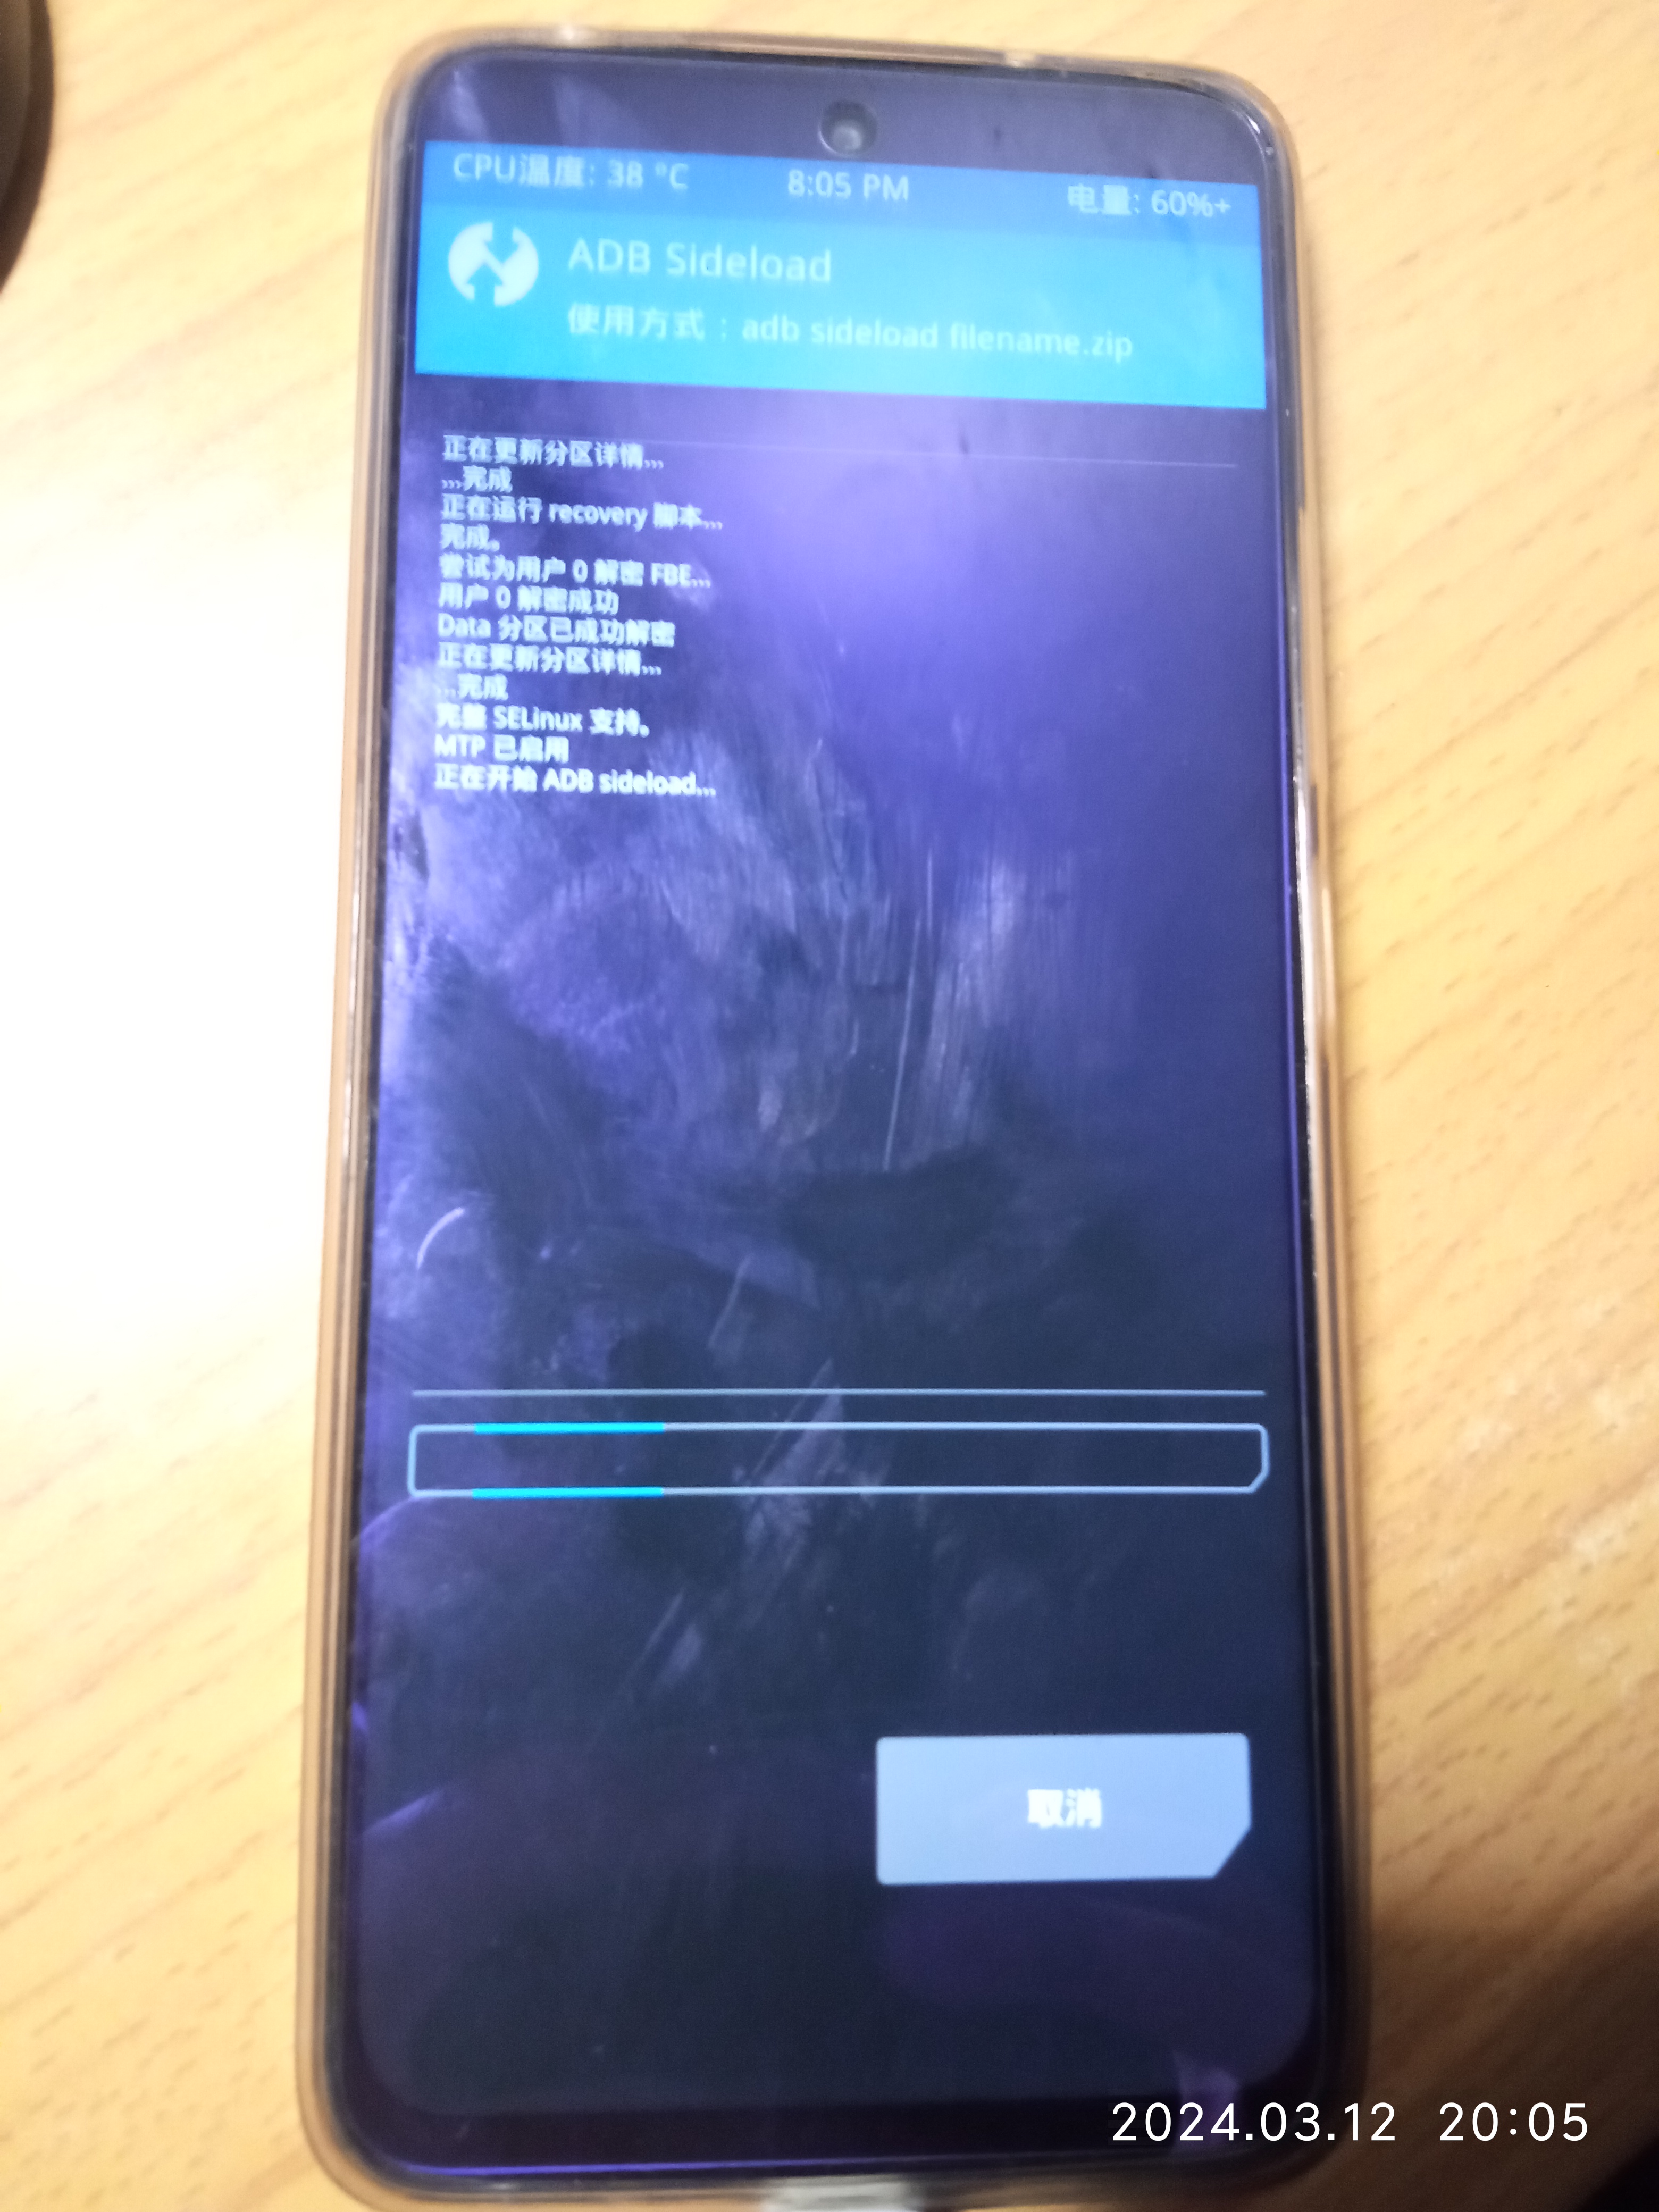 CPU温度: 38 °C 8:05 PM 电量: 60%+
ADB Sideload
使用方式：adb sideload filename.zip
正在更新分区详情...
...完成
正在运行 recovery 脚本...
完成。
尝试为用户 0 解密 FBE...
用户 0 解密成功
Data 分区已成功解密
正在更新分区详情...
...完成
完整 SELinux 支持。
MTP 已启用
正在开始 ADB sideload...
取消
2024.03.12 20:05